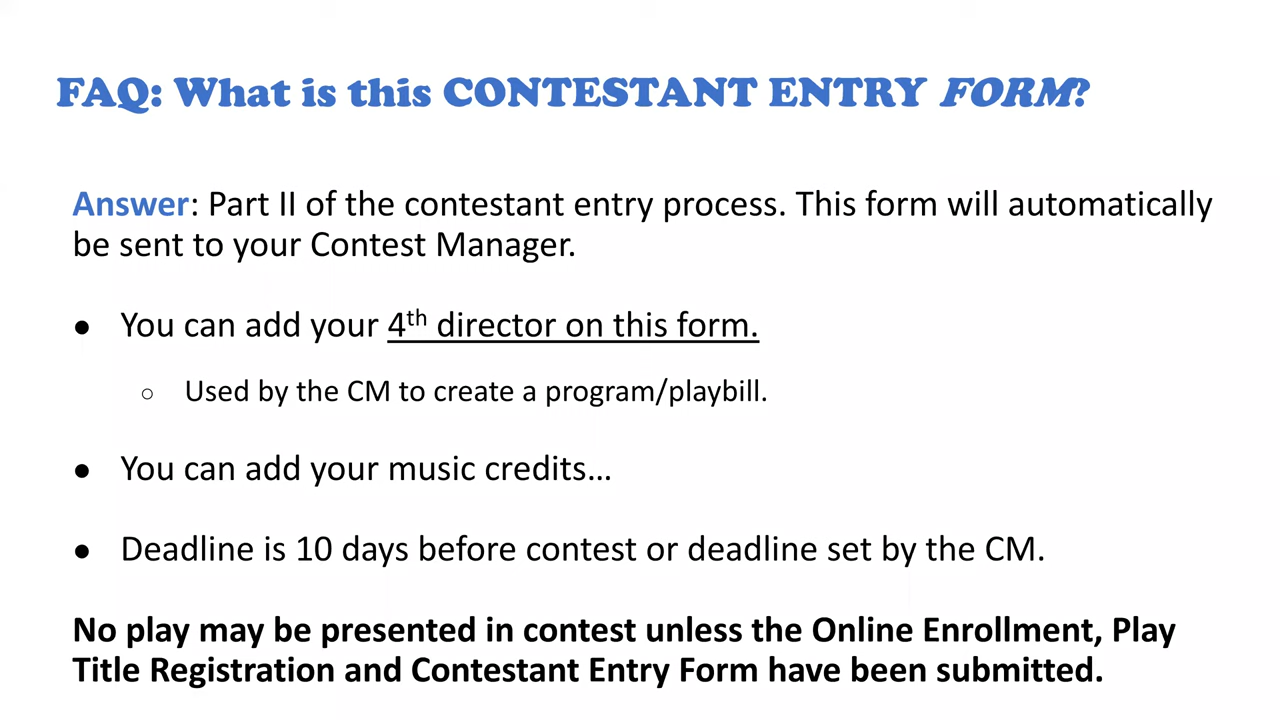 FAQ: What is this CONTESTANT ENTRY FORM?
Answer: Part II of the contestant entry process. This form will automatically
be sent to your Contest Manager.
● You can add your 4th director on this form.
○ Used by the CM to create a program/playbill.
● You can add your music credits…
● Deadline is 10 days before contest or deadline set by the CM.
No play may be presented in contest unless the Online Enrollment, Play
Title Registration and Contestant Entry Form have been submitted.